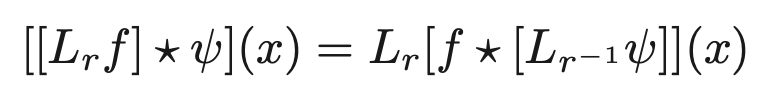 [[L_r f] ⋆ ψ](x) = L_r[f ⋆ [L_{r⁻¹}ψ]](x)